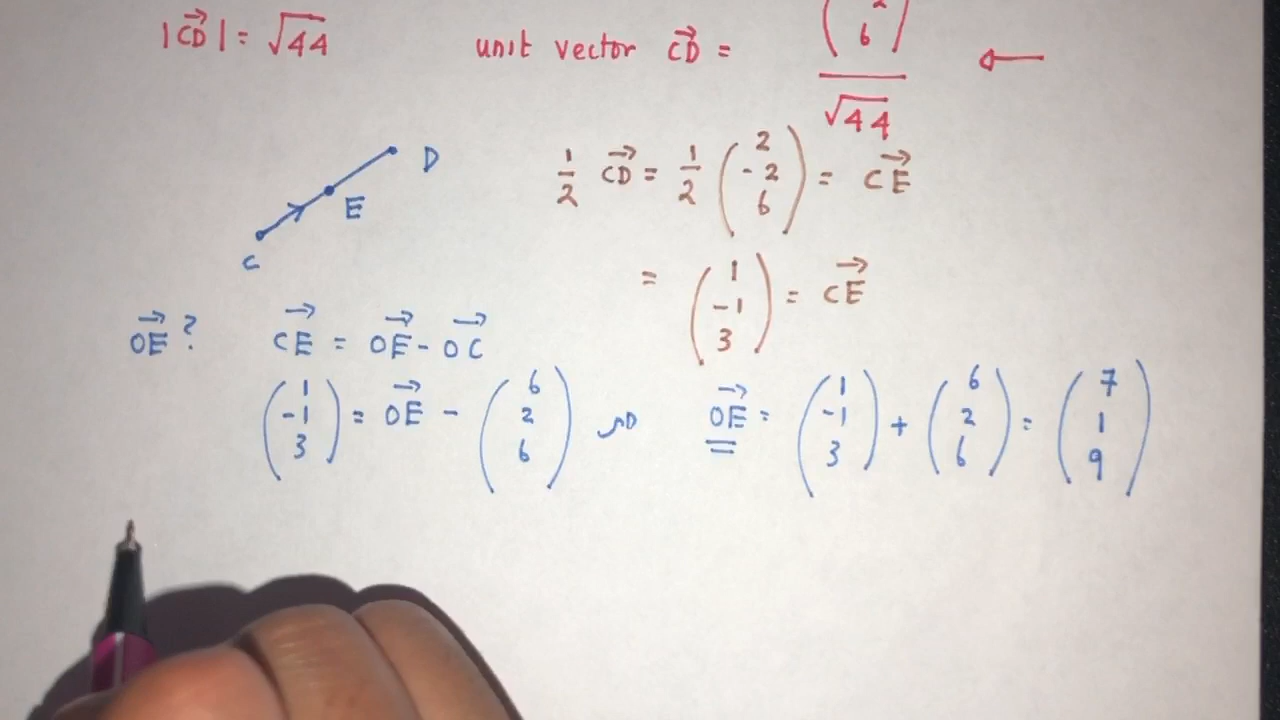 |CD| = √44 unit vector CD = (-2 6) / √44
D
E
C
1/2 CD = 1/2 (2 -2 6) = CE
= (1 -1 3) = CE
OE ? CE = OE - OC
(1 -1 3) = OE - (6 2 6) OE = (1 -1 3) + (6 2 6) = (7 1 9)